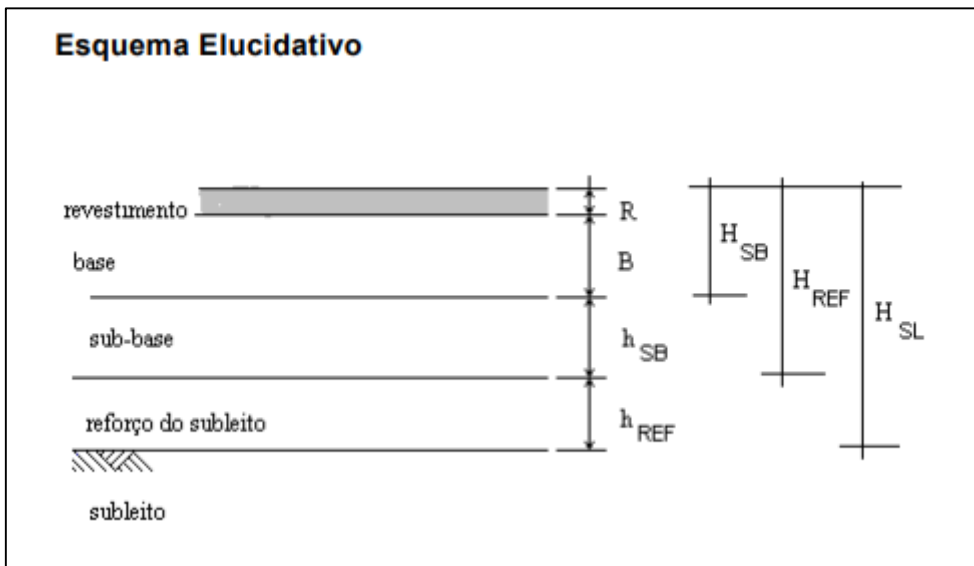 Esquema Elucidativo
revestimento
R
base
B
sub-base
h SB
reforço do subleito
h REF
subleito
H SB
H REF
H SL